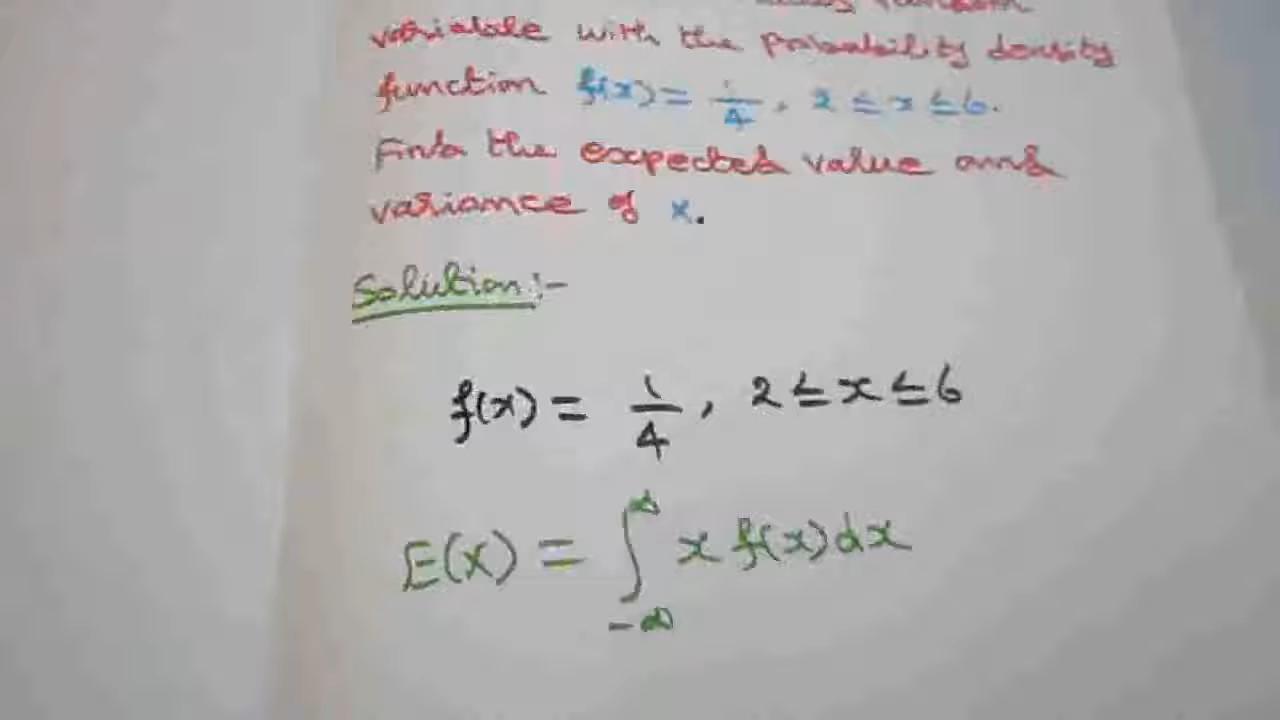 variable with the probability density
function f(x) = 1/4, 2 ≤ x ≤ 6.
Find the expected value and
variance of x.
Solution:-
f(x) = 1/4, 2 ≤ x ≤ 6
E(x) = ∫_{-∞}^{∞} x f(x) dx